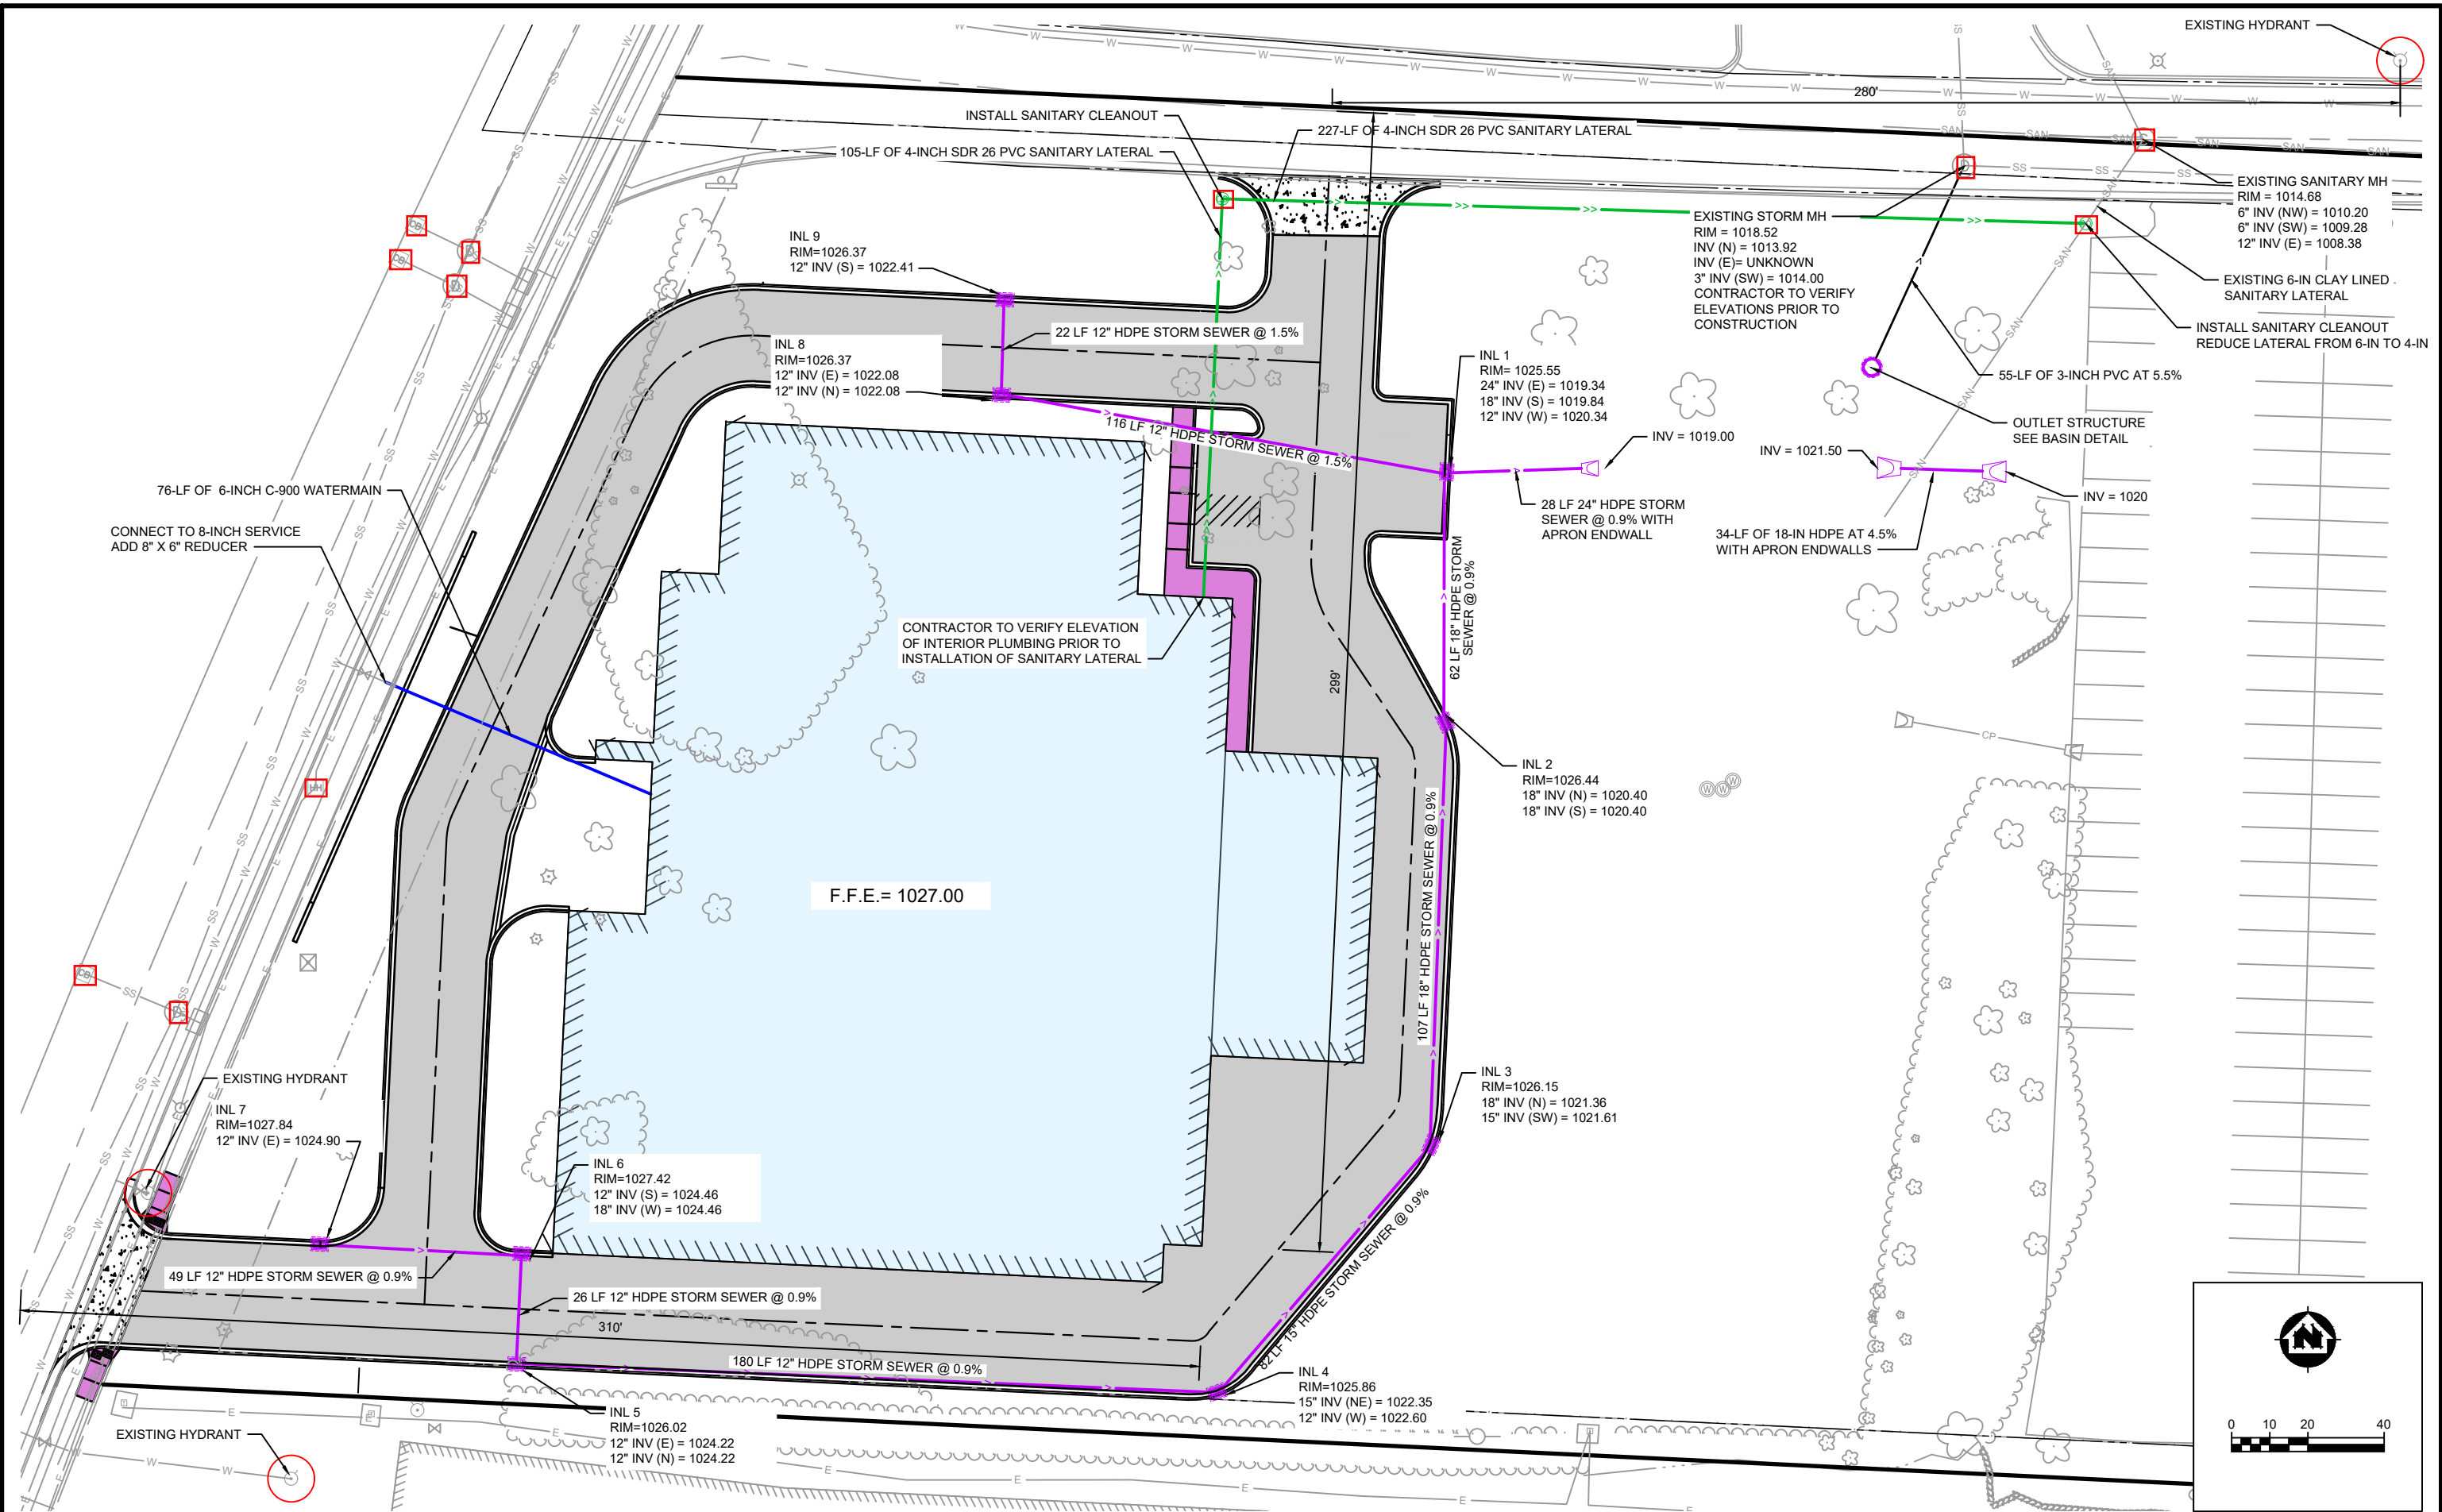 EXISTING HYDRANT
280'
INSTALL SANITARY CLEANOUT
227-LF OF 4-INCH SDR 26 PVC SANITARY LATERAL
105-LF OF 4-INCH SDR 26 PVC SANITARY LATERAL
EXISTING SANITARY MH
RIM = 1014.68
6" INV (NW) = 1010.20
6" INV (SW) = 1009.28
12" INV (E) = 1008.38
EXISTING STORM MH
RIM = 1018.52
INV (N) = 1013.92
INV (E)= UNKNOWN
3" INV (SW) = 1014.00
CONTRACTOR TO VERIFY
ELEVATIONS PRIOR TO
CONSTRUCTION
EXISTING 6-IN CLAY LINED
SANITARY LATERAL
INSTALL SANITARY CLEANOUT
REDUCE LATERAL FROM 6-IN TO 4-IN
INL 9
RIM=1026.37
12" INV (S) = 1022.41
22 LF 12" HDPE STORM SEWER @ 1.5%
INL 8
RIM=1026.37
12" INV (E) = 1022.08
12" INV (N) = 1022.08
INL 1
RIM= 1025.55
24" INV (E) = 1019.34
18" INV (S) = 1019.84
12" INV (W) = 1020.34
55-LF OF 3-INCH PVC AT 5.5%
OUTLET STRUCTURE
SEE BASIN DETAIL
116 LF 12" HDPE STORM SEWER @ 1.5%
INV = 1019.00
INV = 1021.50
INV = 1020
28 LF 24" HDPE STORM
SEWER @ 0.9% WITH
APRON ENDWALL
34-LF OF 18-IN HDPE AT 4.5%
WITH APRON ENDWALLS
76-LF OF 6-INCH C-900 WATERMAIN
CONNECT TO 8-INCH SERVICE
ADD 8" X 6" REDUCER
62 LF 18" HDPE STORM
SEWER @ 0.9%
CONTRACTOR TO VERIFY ELEVATION
OF INTERIOR PLUMBING PRIOR TO
INSTALLATION OF SANITARY LATERAL
299'
INL 2
RIM=1026.44
18" INV (N) = 1020.40
18" INV (S) = 1020.40
CP
HH
F.F.E.= 1027.00
107 LF 18" HDPE STORM SEWER @ 0.9%
INL 3
RIM=1026.15
18" INV (N) = 1021.36
15" INV (SW) = 1021.61
EXISTING HYDRANT
INL 7
RIM=1027.84
12" INV (E) = 1024.90
INL 6
RIM=1027.42
12" INV (S) = 1024.46
18" INV (W) = 1024.46
49 LF 12" HDPE STORM SEWER @ 0.9%
26 LF 12" HDPE STORM SEWER @ 0.9%
310'
180 LF 12" HDPE STORM SEWER @ 0.9%
82 LF 15" HDPE STORM SEWER @ 0.9%
INL 4
RIM=1025.86
15" INV (NE) = 1022.35
12" INV (W) = 1022.60
INL 5
RIM=1026.02
12" INV (E) = 1024.22
12" INV (N) = 1024.22
EXISTING HYDRANT
N
0 10 20 40